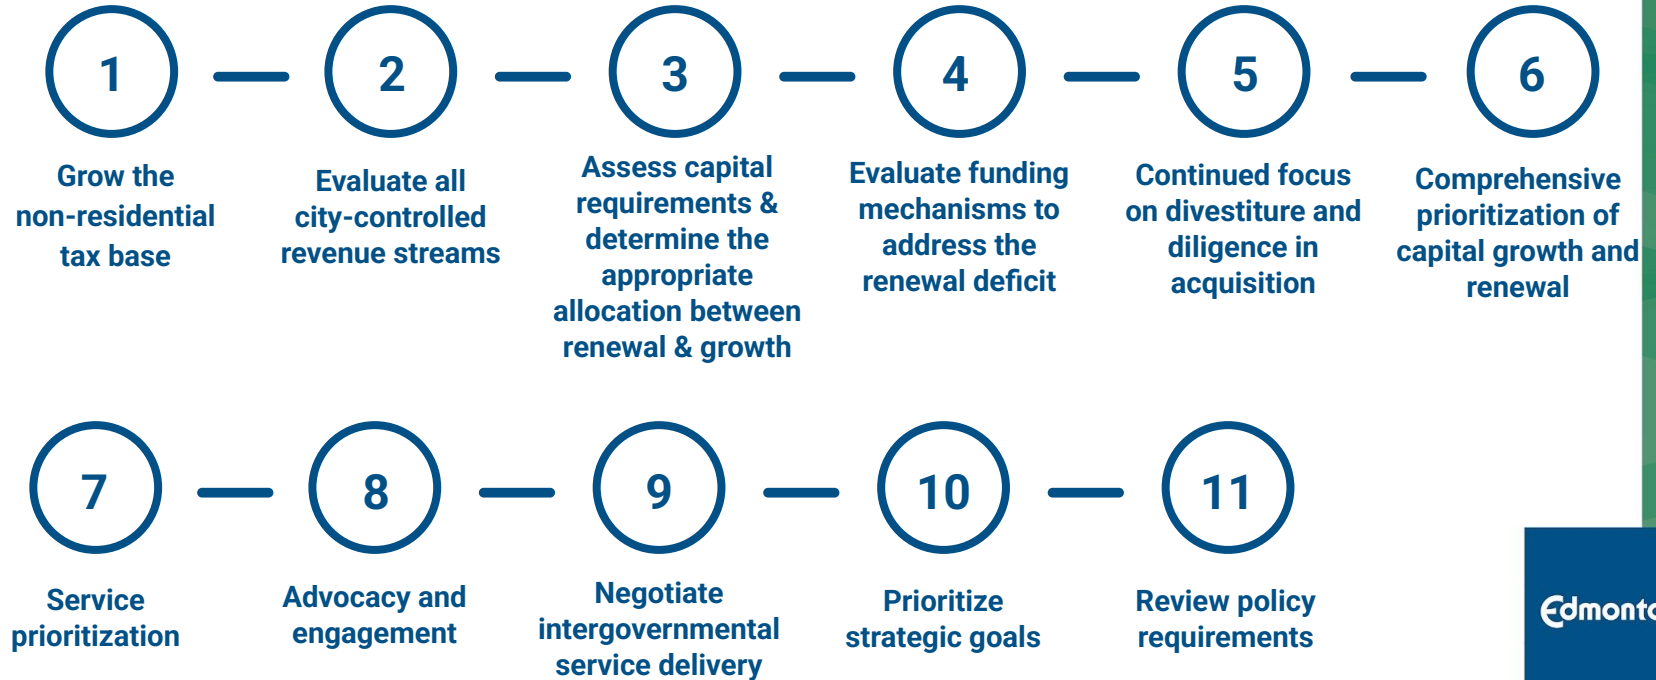 1
Grow the
non-residential
tax base
2
Evaluate all
city-controlled
revenue streams
3
Assess capital
requirements &
determine the
appropriate
allocation between
renewal & growth
4
Evaluate funding
mechanisms to
address the
renewal deficit
5
Continued focus
on divestiture and
diligence in
acquisition
6
Comprehensive
prioritization of
capital growth and
renewal
7
Service
prioritization
8
Advocacy and
engagement
9
Negotiate
intergovernmental
service delivery
10
Prioritize
strategic goals
11
Review policy
requirements